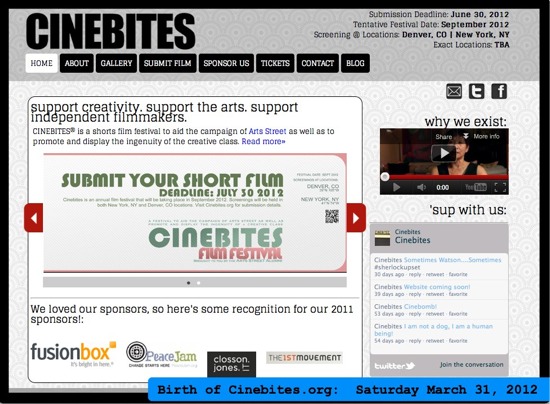 CINEBITES
Submission Deadline: June 30, 2012
Tentative Festival Date: September 2012
Screening @ Locations: Denver, CO | New York, NY
Exact Locations: TBA
HOME ABOUT GALLERY SUBMIT FILM SPONSOR US TICKETS CONTACT BLOG
support creativity. support the arts. support
independent filmmakers.
CINEBITES® is a shorts film festival to aid the campaign of Arts Street as well as to
promote and display the ingenuity of the creative class. Read more»
SUBMIT YOUR SHORT FILM
DEADLINE: JULY 30 2012
Cinebites is an annual film festival that will be taking place in September 2012. Screenings will be held
in both New York, NY and Denver, CO locations. Visit Cinebites.org for submission details.
SCREENINGS AT LOCATIONS:
DENVER, CO
NEW YORK, NY
CINEBITES
FILM FESTIVAL
We loved our sponsors, so here's some recognition for our 2011
sponsors!:
fusionbox
it's bright in here.
PeaceJam
CHANGE STARTS HERE
closson.
jones.
THE1STMOVEMENT
why we exist:
Share
More info
0:00
You Tube
'sup with us:
Cinebites
Cinebites
Cinebites Sometimes Watson....Sometimes
#sherlockupset
30 days ago · reply · retweet · favorite
Cinebites Website coming soon!
39 days ago · reply · retweet · favorite
Cinebites Cinebomb!
53 days ago · reply · retweet · favorite
Cinebites I am not a dog, I am a human
being!
54 days ago · reply · retweet · favorite
twitter
Join the conversation
Birth of Cinebites.org: Saturday March 31, 2012